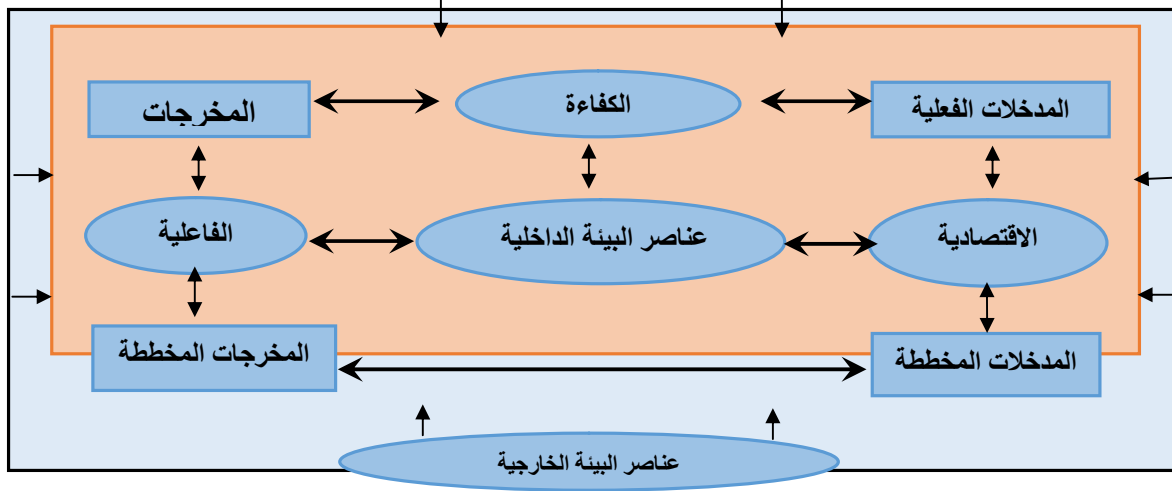 المدخلات الفعلية
الكفاءة
المخرجات
الاقتصادية
عناصر البيئة الداخلية
الفاعلية
المدخلات المخططة
المخرجات المخططة
عناصر البيئة الخارجية